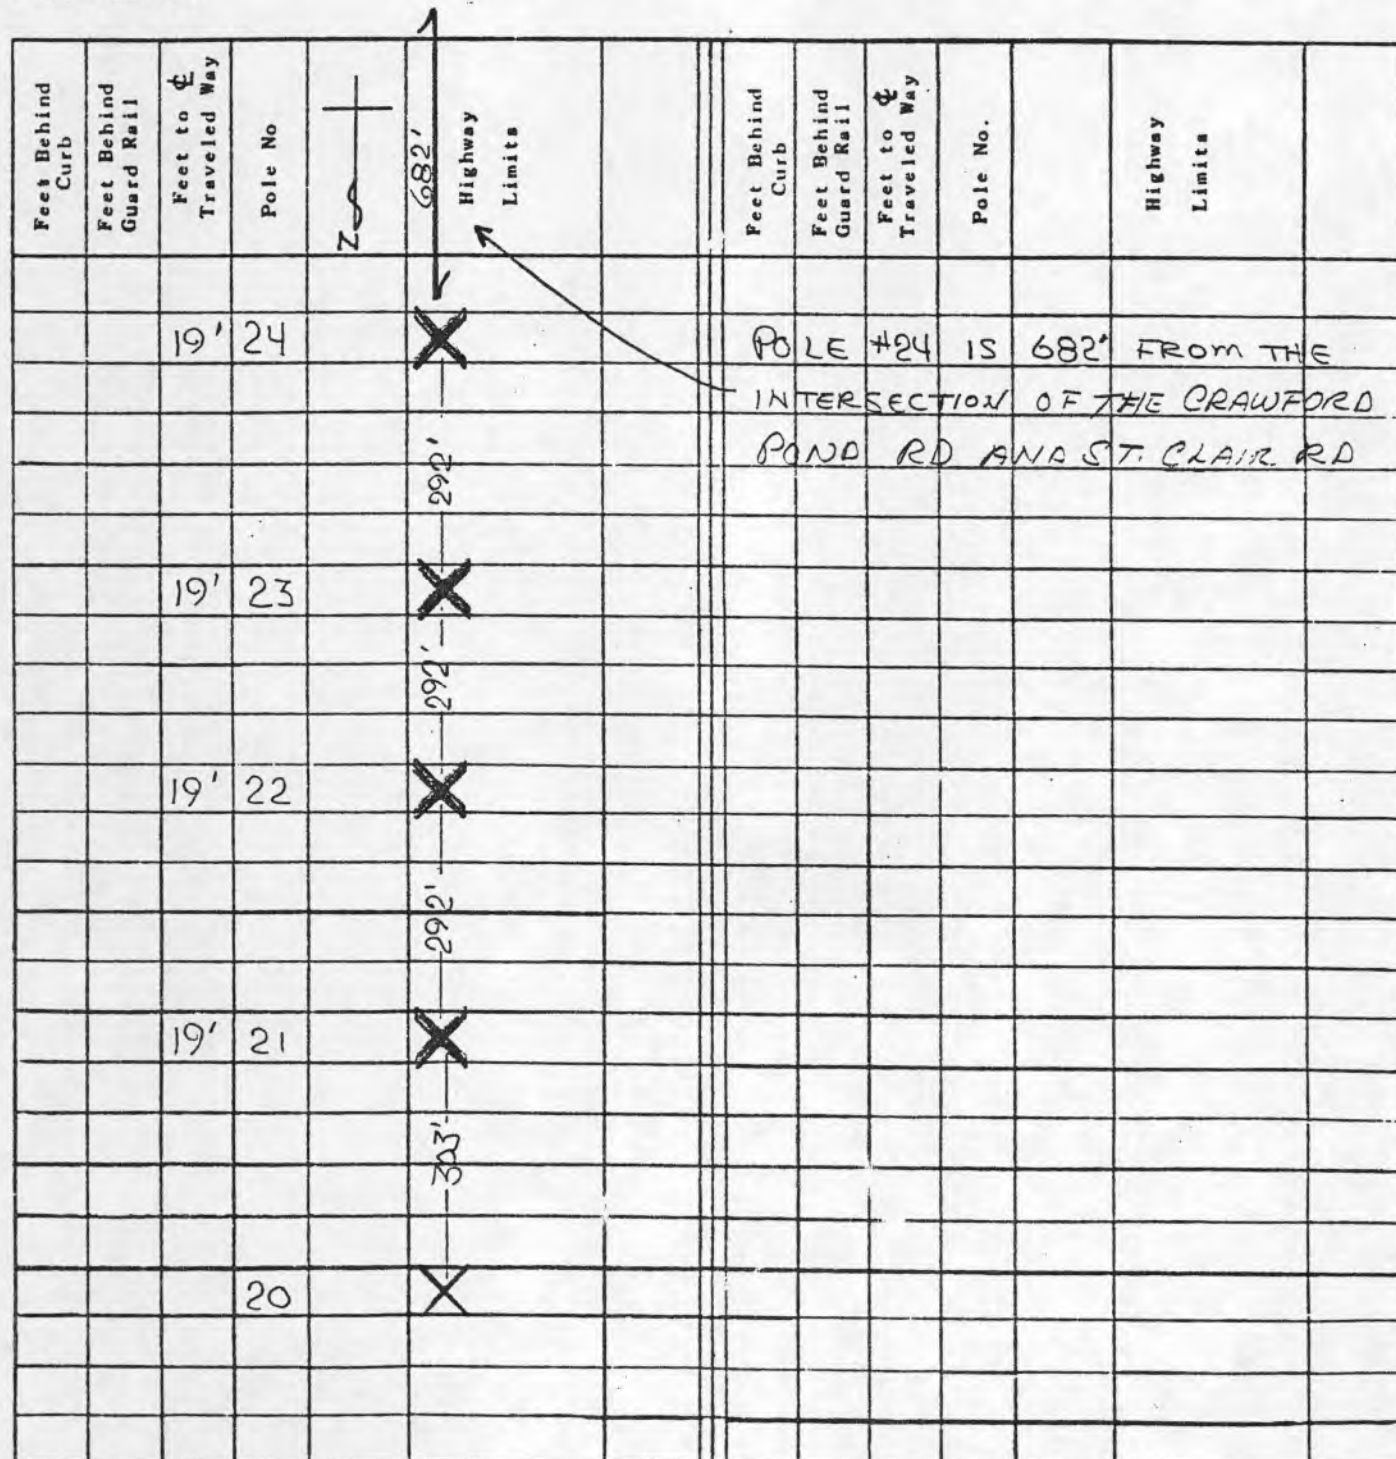 Feet Behind
Curb
Feet Behind
Guard Rail
Feet to ℄
Traveled Way
Pole No
N
682'
Highway
Limits
Feet Behind
Curb
Feet Behind
Guard Rail
Feet to ℄
Traveled Way
Pole No.
Highway
Limits
19' 24
POLE #24 IS 682' FROM THE
INTERSECTION OF THE CRAWFORD
POND RD AND ST. CLAIR RD
292'
19' 23
292'
19' 22
292'
19' 21
303'
20